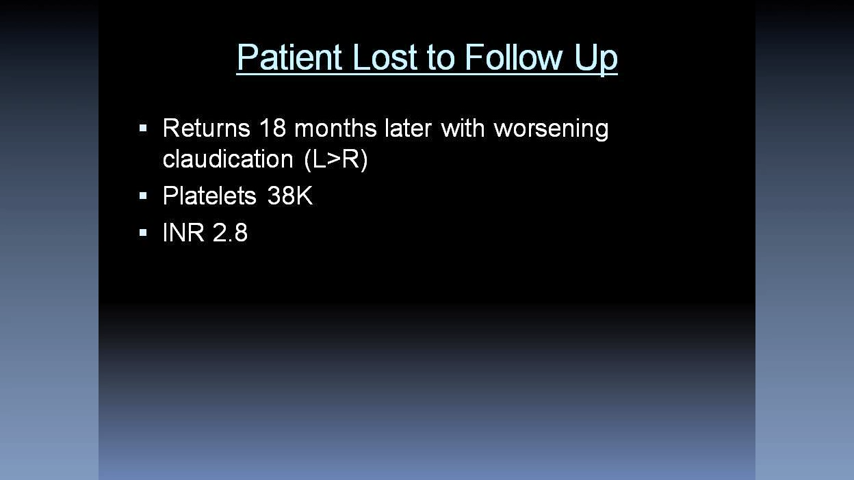 Patient Lost to Follow Up
▪ Returns 18 months later with worsening
claudication (L>R)
▪ Platelets 38K
▪ INR 2.8